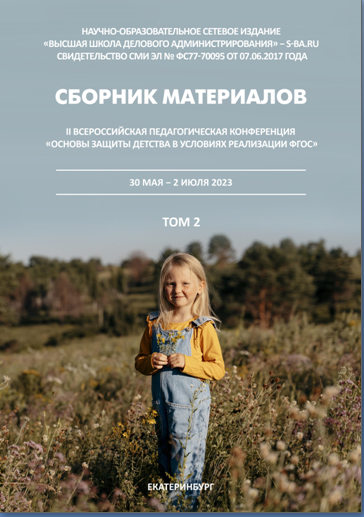 НАУЧНО-ОБРАЗОВАТЕЛЬНОЕ СЕТЕВОЕ ИЗДАНИЕ
«ВЫСШАЯ ШКОЛА ДЕЛОВОГО АДМИНИСТРИРОВАНИЯ» – S-BA.RU
СВИДЕТЕЛЬСТВО СМИ ЭЛ № ФС77-70095 ОТ 07.06.2017 ГОДА
СБОРНИК МАТЕРИАЛОВ
II ВСЕРОССИЙСКАЯ ПЕДАГОГИЧЕСКАЯ КОНФЕРЕНЦИЯ
«ОСНОВЫ ЗАЩИТЫ ДЕТСТВА В УСЛОВИЯХ РЕАЛИЗАЦИИ ФГОС»
30 МАЯ – 2 ИЮЛЯ 2023
ТОМ 2
ЕКАТЕРИНБУРГ